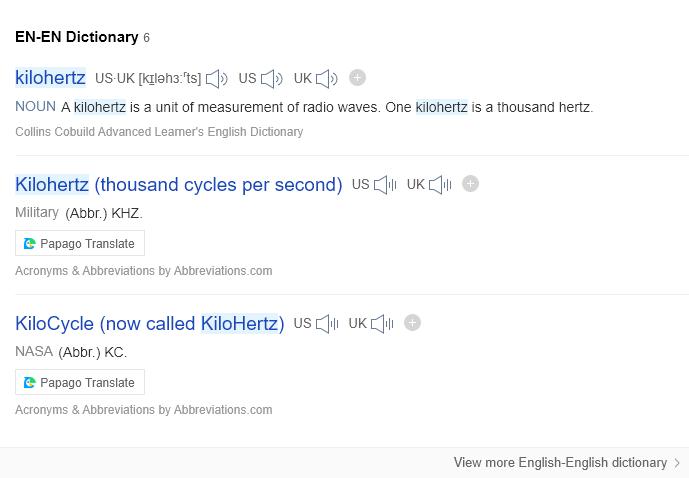 EN-EN Dictionary 6
kilohertz US·UK [kɪləhɜːʳts] US UK
NOUN A kilohertz is a unit of measurement of radio waves. One kilohertz is a thousand hertz.
Collins Cobuild Advanced Learner's English Dictionary
Kilohertz (thousand cycles per second) US UK
Military (Abbr.) KHZ.
Papago Translate
Acronyms & Abbreviations by Abbreviations.com
KiloCycle (now called KiloHertz) US UK
NASA (Abbr.) KC.
Papago Translate
Acronyms & Abbreviations by Abbreviations.com
View more English-English dictionary